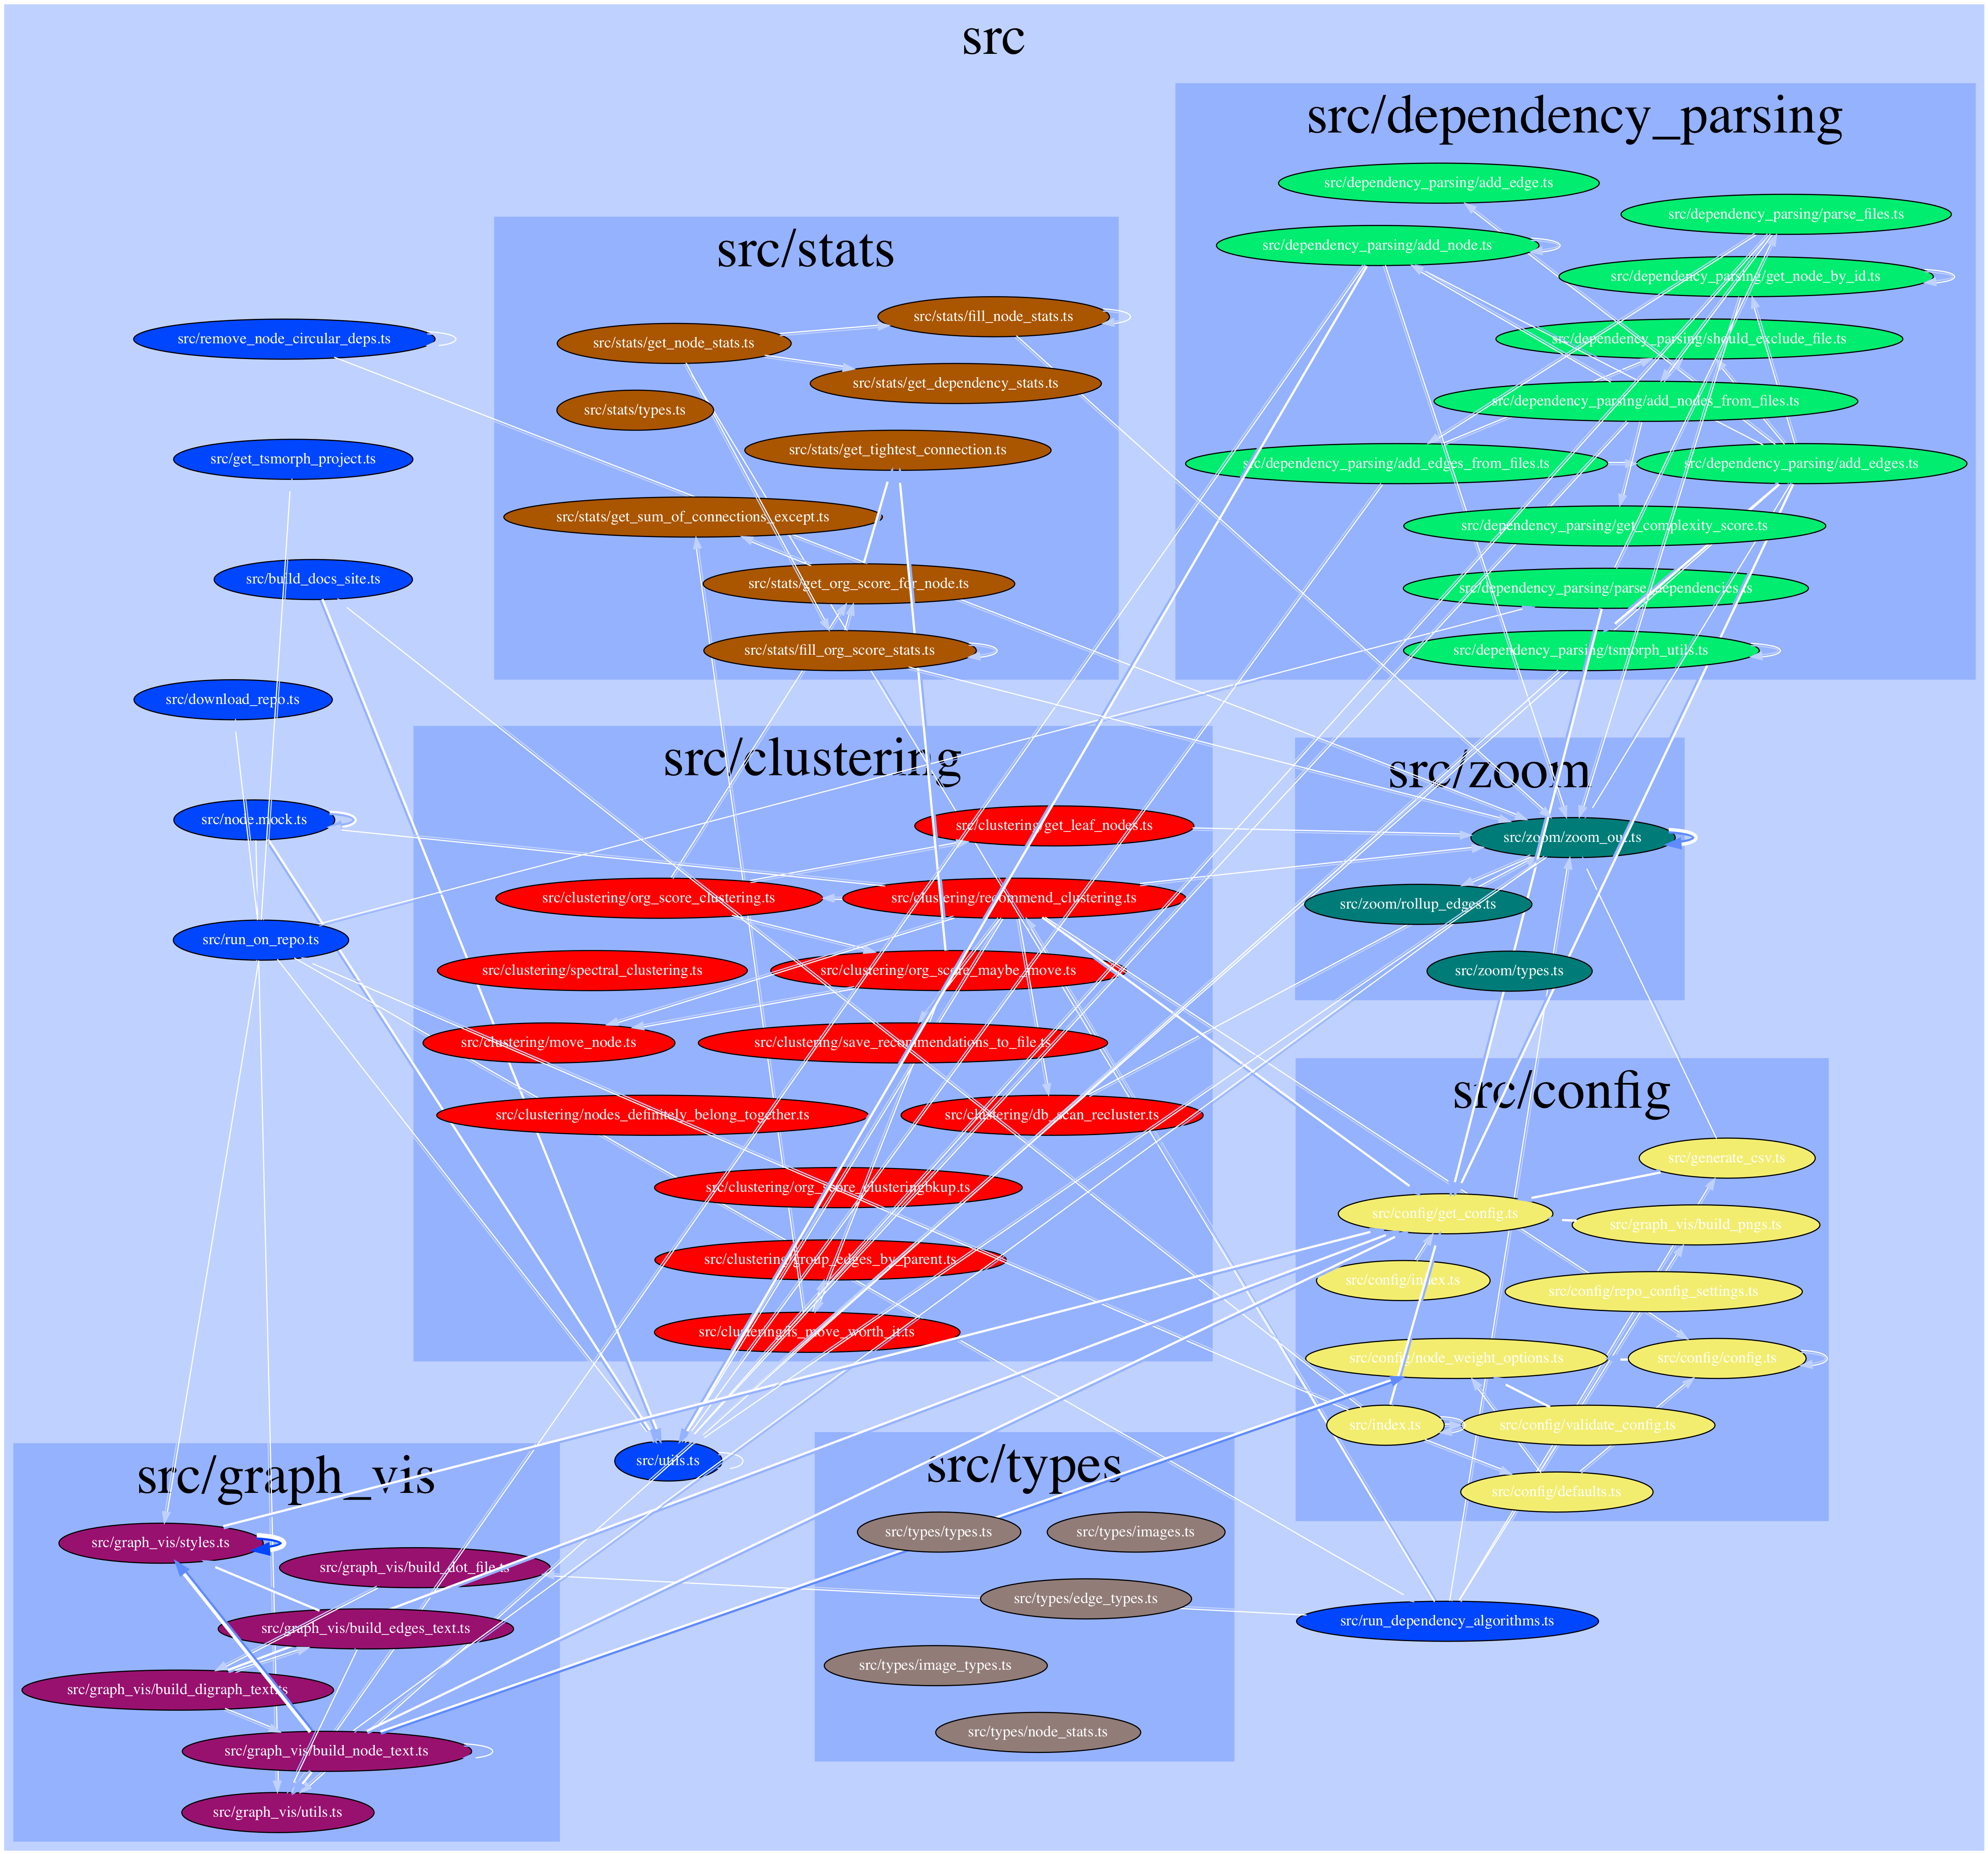 src
src/dependency_parsing
src/dependency_parsing/add_edge.ts
src/dependency_parsing/parse_files.ts
src/dependency_parsing/add_node.ts
src/dependency_parsing/get_node_by_id.ts
src/dependency_parsing/should_exclude_file.ts
src/dependency_parsing/add_nodes_from_files.ts
src/dependency_parsing/add_edges_from_files.ts
src/dependency_parsing/add_edges.ts
src/dependency_parsing/get_complexity_score.ts
src/dependency_parsing/parse_dependencies.ts
src/dependency_parsing/tsmorph_utils.ts
src/stats
src/stats/fill_node_stats.ts
src/stats/get_node_stats.ts
src/stats/get_dependency_stats.ts
src/stats/types.ts
src/stats/get_tightest_connection.ts
src/stats/get_sum_of_connections_except.ts
src/stats/get_org_score_for_node.ts
src/stats/fill_org_score_stats.ts
src/remove_node_circular_deps.ts
src/get_tsmorph_project.ts
src/build_docs_site.ts
src/download_repo.ts
src/node.mock.ts
src/run_on_repo.ts
src/clustering
src/clustering/get_leaf_nodes.ts
src/clustering/org_score_clustering.ts
src/clustering/recommend_clustering.ts
src/clustering/spectral_clustering.ts
src/clustering/org_score_maybe_move.ts
src/clustering/move_node.ts
src/clustering/save_recommendations_to_file.ts
src/clustering/nodes_definitely_belong_together.ts
src/clustering/db_scan_recluster.ts
src/clustering/org_score_clusteringbkup.ts
src/clustering/group_edges_by_parent.ts
src/clustering/is_move_worth_it.ts
src/zoom
src/zoom/zoom_out.ts
src/zoom/rollup_edges.ts
src/zoom/types.ts
src/config
src/generate_csv.ts
src/config/get_config.ts
src/graph_vis/build_pngs.ts
src/config/index.ts
src/config/repo_config_settings.ts
src/config/node_weight_options.ts
src/config/config.ts
src/index.ts
src/config/validate_config.ts
src/config/defaults.ts
src/utils.ts
src/graph_vis
src/graph_vis/styles.ts
src/graph_vis/build_dot_file.ts
src/graph_vis/build_edges_text.ts
src/graph_vis/build_digraph_text.ts
src/graph_vis/build_node_text.ts
src/graph_vis/utils.ts
src/types
src/types/types.ts
src/types/images.ts
src/types/edge_types.ts
src/types/image_types.ts
src/types/node_stats.ts
src/run_dependency_algorithms.ts